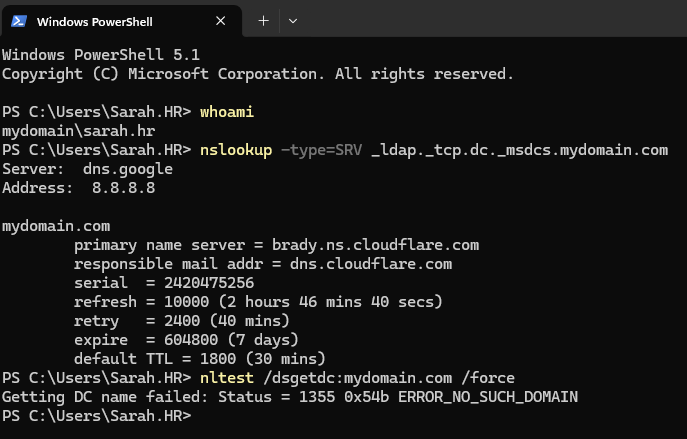 Windows PowerShell
Windows PowerShell 5.1
Copyright (C) Microsoft Corporation. All rights reserved.
PS C:\Users\Sarah.HR> whoami
mydomain\sarah.hr
PS C:\Users\Sarah.HR> nslookup -type=SRV _ldap._tcp.dc._msdcs.mydomain.com
Server:  dns.google
Address:  8.8.8.8
mydomain.com
        primary name server = brady.ns.cloudflare.com
        responsible mail addr = dns.cloudflare.com
        serial  = 2420475256
        refresh = 10000 (2 hours 46 mins 40 secs)
        retry   = 2400 (40 mins)
        expire  = 604800 (7 days)
        default TTL = 1800 (30 mins)
PS C:\Users\Sarah.HR> nltest /dsgetdc:mydomain.com /force
Getting DC name failed: Status = 1355 0x54b ERROR_NO_SUCH_DOMAIN
PS C:\Users\Sarah.HR>